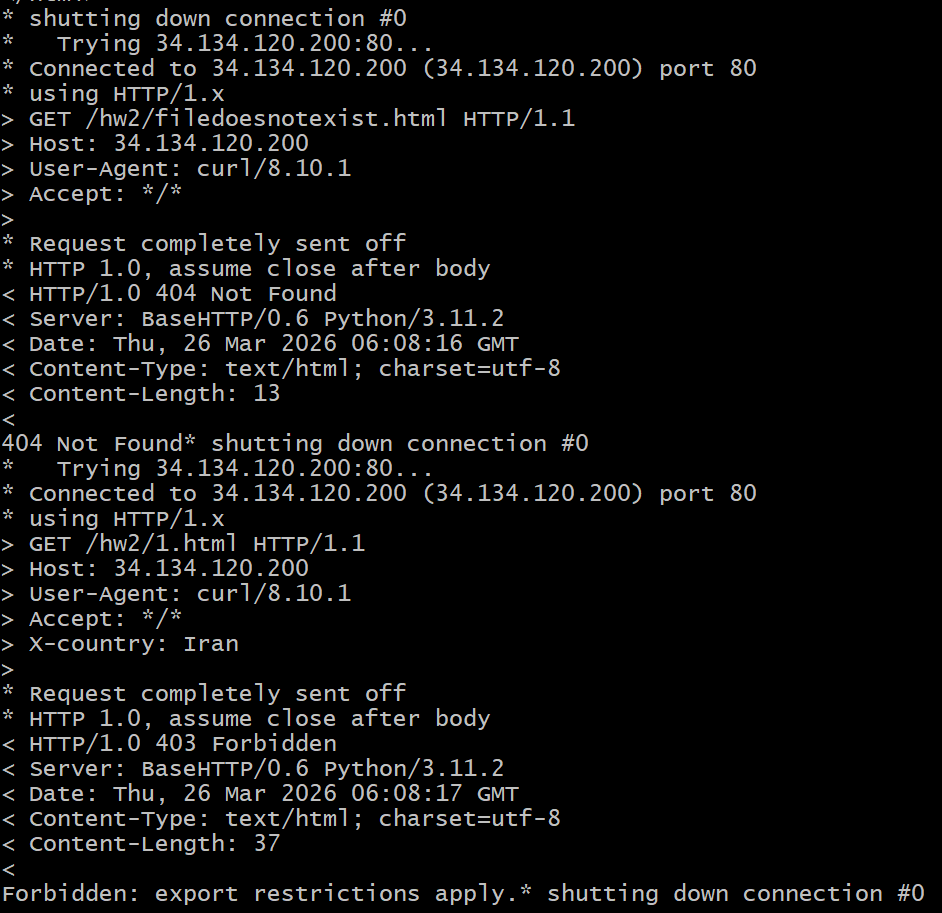 * shutting down connection #0
*   Trying 34.134.120.200:80...
* Connected to 34.134.120.200 (34.134.120.200) port 80
* using HTTP/1.x
> GET /hw2/filedoesnotexist.html HTTP/1.1
> Host: 34.134.120.200
> User-Agent: curl/8.10.1
> Accept: */*
>
* Request completely sent off
* HTTP 1.0, assume close after body
< HTTP/1.0 404 Not Found
< Server: BaseHTTP/0.6 Python/3.11.2
< Date: Thu, 26 Mar 2026 06:08:16 GMT
< Content-Type: text/html; charset=utf-8
< Content-Length: 13
<
404 Not Found* shutting down connection #0
*   Trying 34.134.120.200:80...
* Connected to 34.134.120.200 (34.134.120.200) port 80
* using HTTP/1.x
> GET /hw2/1.html HTTP/1.1
> Host: 34.134.120.200
> User-Agent: curl/8.10.1
> Accept: */*
> X-country: Iran
>
* Request completely sent off
* HTTP 1.0, assume close after body
< HTTP/1.0 403 Forbidden
< Server: BaseHTTP/0.6 Python/3.11.2
< Date: Thu, 26 Mar 2026 06:08:17 GMT
< Content-Type: text/html; charset=utf-8
< Content-Length: 37
<
Forbidden: export restrictions apply.* shutting down connection #0